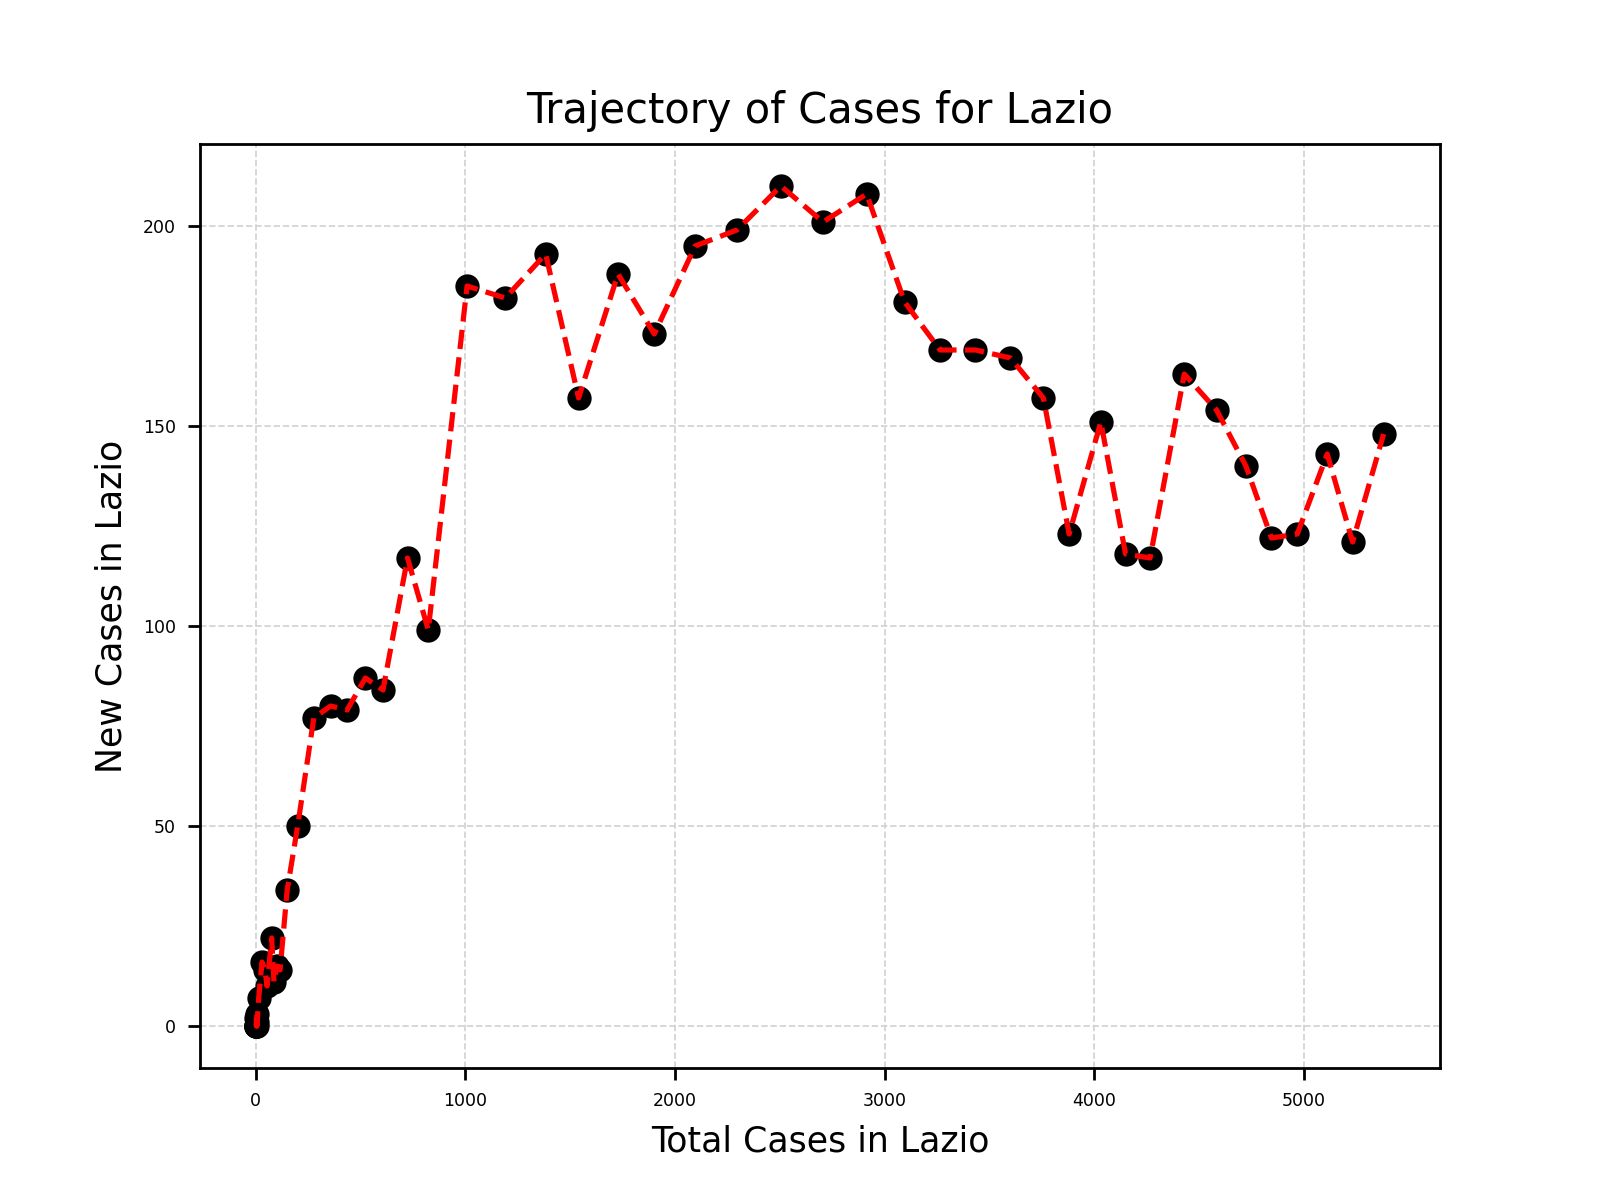 Trajectory of Cases for Lazio
New Cases in Lazio
200
150
100
50
0
0 1000 2000 3000 4000 5000
Total Cases in Lazio